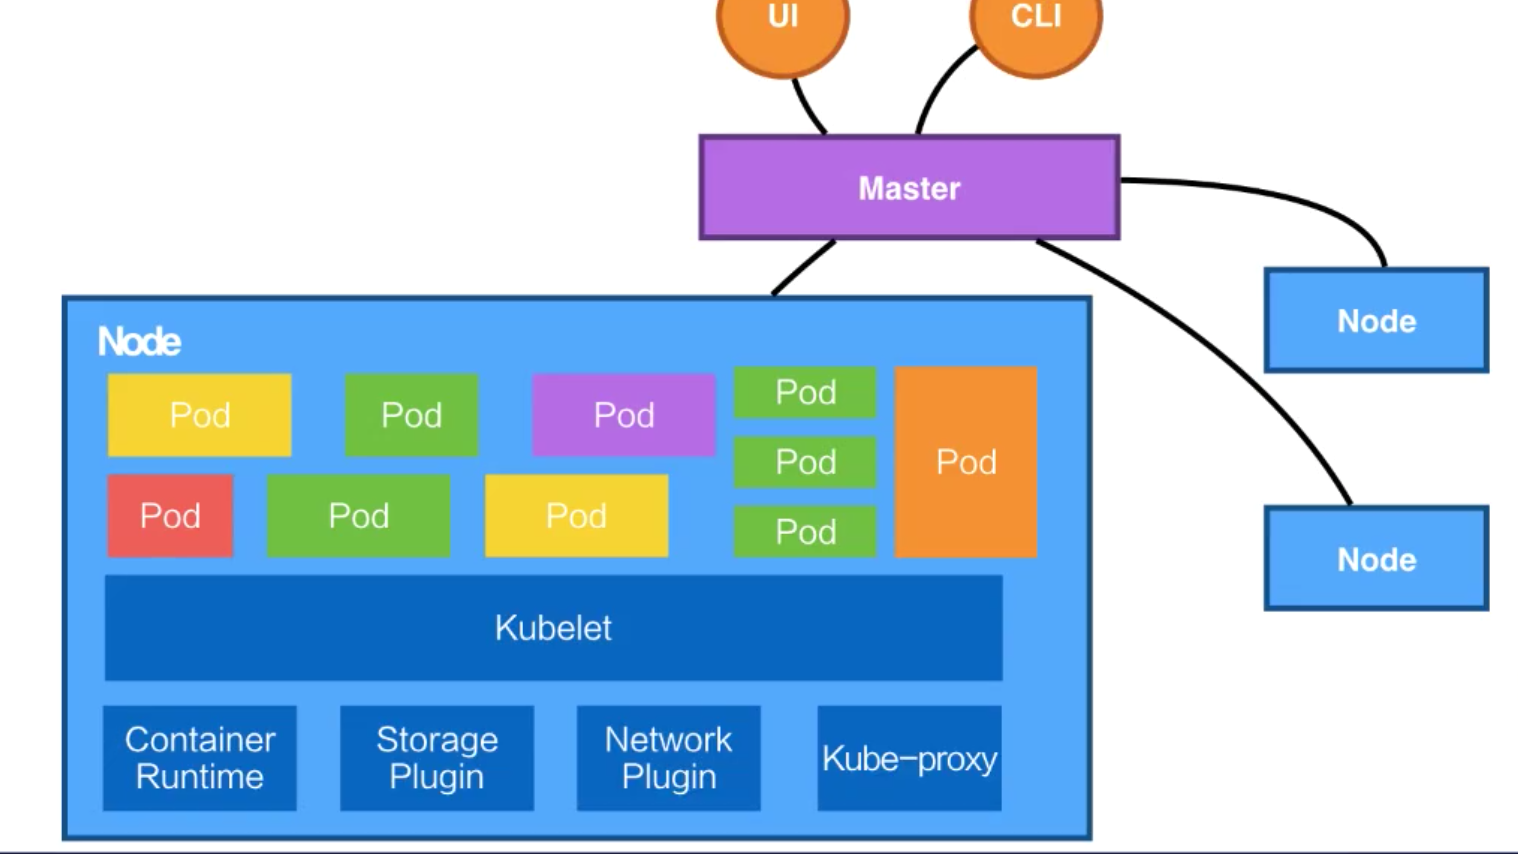 UI
CLI
Master
Node
Node
Pod
Pod
Pod
Pod
Pod
Pod
Pod
Pod
Pod
Pod
Kubelet
Container
Runtime
Storage
Plugin
Network
Plugin
Kube-proxy
Node